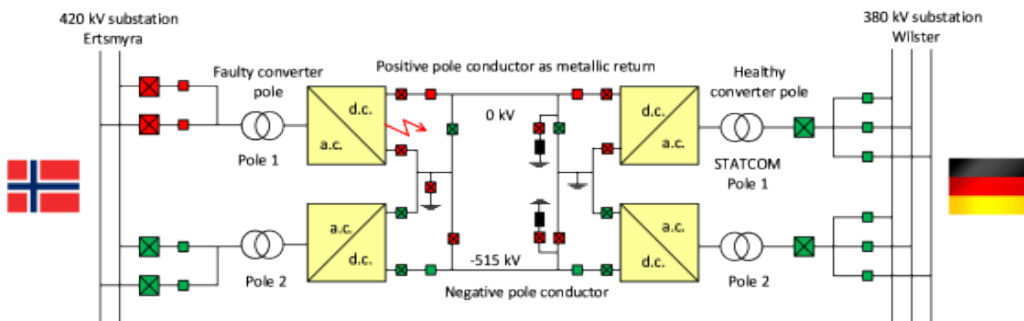 420 kV substation
Ertsmyra
380 kV substation
Wilster
Faulty converter
pole
Positive pole conductor as metallic return
Healthy
converter pole
d.c.
a.c.
0 kV
d.c.
a.c.
Pole 1
STATCOM
Pole 1
a.c.
d.c.
a.c.
d.c.
Pole 2
-515 kV
Pole 2
Negative pole conductor